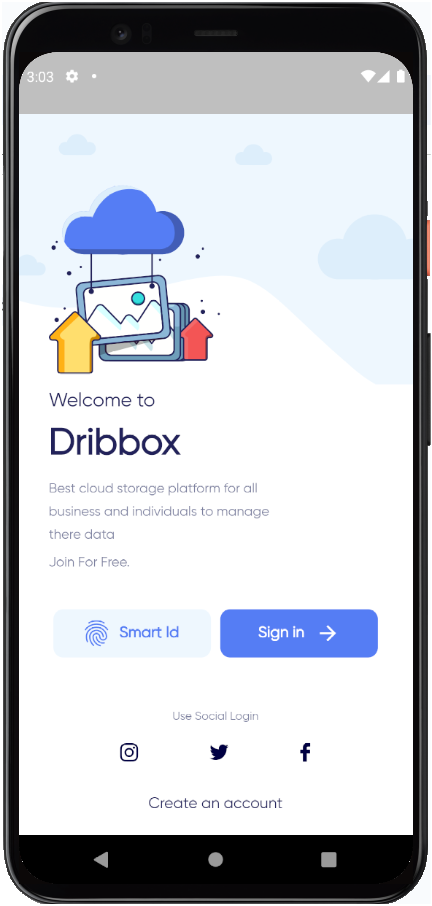 3:03
Welcome to
Dribbox
Best cloud storage platform for all
business and individuals to manage
there data
Join For Free.
Smart Id
Sign in
Use Social Login
Create an account